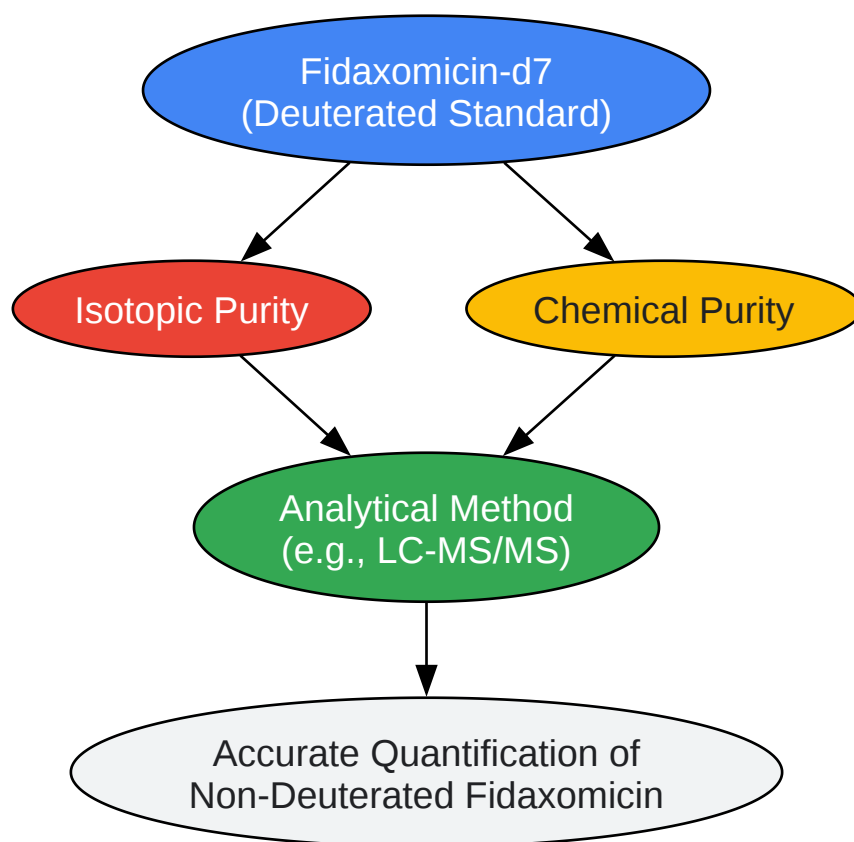 Fidaxomicin-d7
(Deuterated Standard)
Isotopic Purity
Chemical Purity
Analytical Method
(e.g., LC-MS/MS)
Accurate Quantification of
Non-Deuterated Fidaxomicin